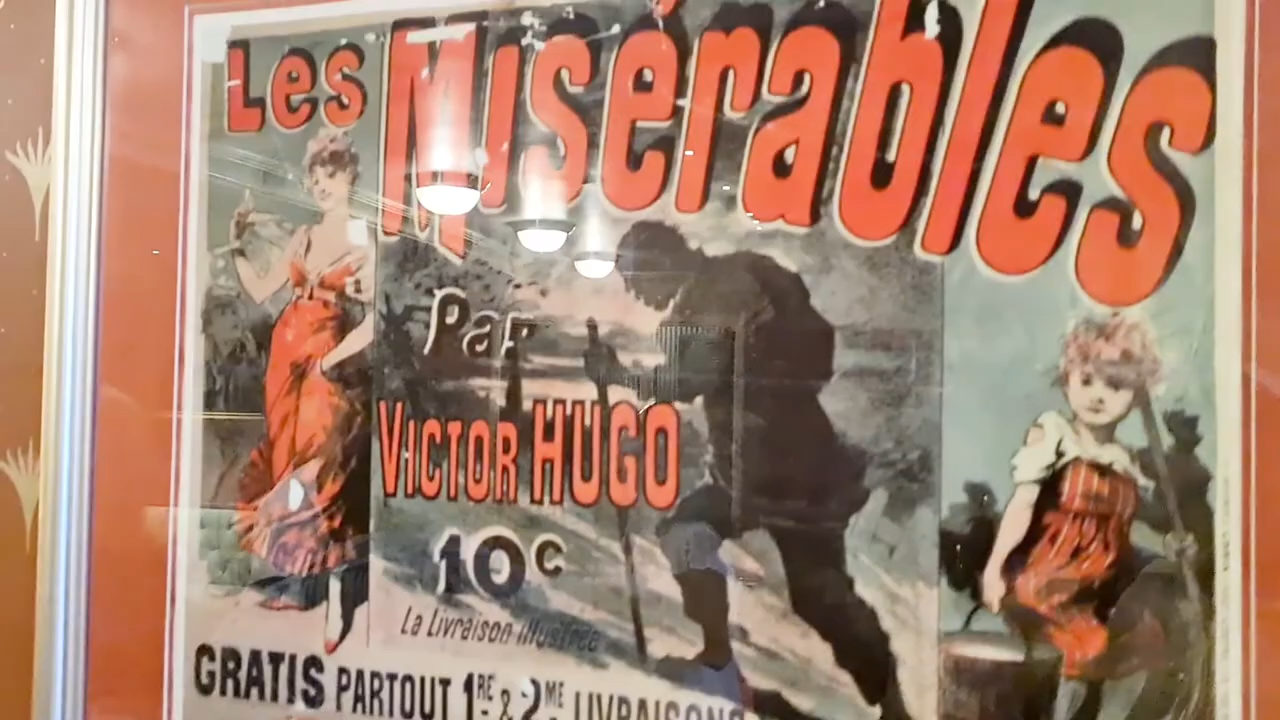 Les Misérables
Par
VICTOR HUGO
10c
La Livraison illustrée
GRATIS PARTOUT 1RE & 2ME LIVRAISONS